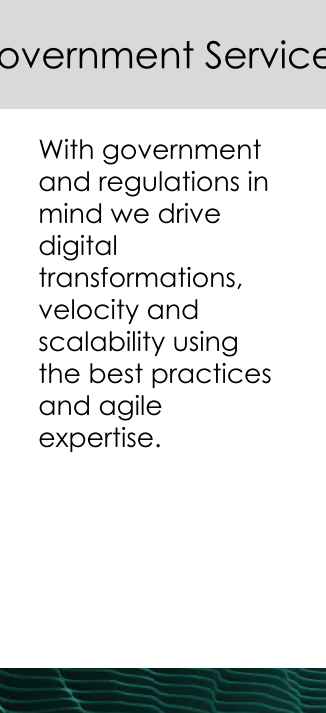 overnment Service
With government
and regulations in
mind we drive
digital
transformations,
velocity and
scalability using
the best practices
and agile
expertise.